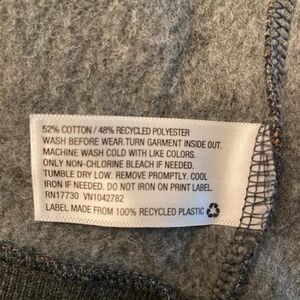 52% COTTON / 48% RECYCLED POLYESTER
WASH BEFORE WEAR.TURN GARMENT INSIDE OUT.
MACHINE WASH COLD WITH LIKE COLORS.
ONLY NON-CHLORINE BLEACH IF NEEDED.
TUMBLE DRY LOW. REMOVE PROMPTLY. COOL
IRON IF NEEDED. DO NOT IRON ON PRINT LABEL.
RN17730 VN1042782
LABEL MADE FROM 100% RECYCLED PLASTIC